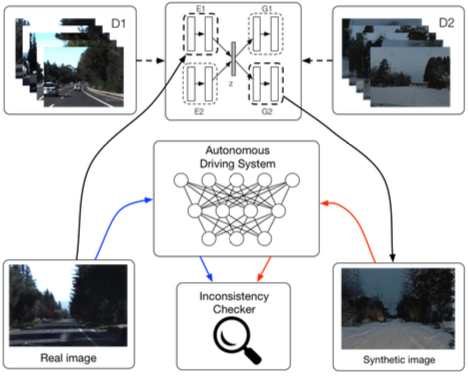 D1
E1
G1
D2
Z
E2
G2
Autonomous
Driving System
Inconsistency
Checker
Real image
Synthetic image